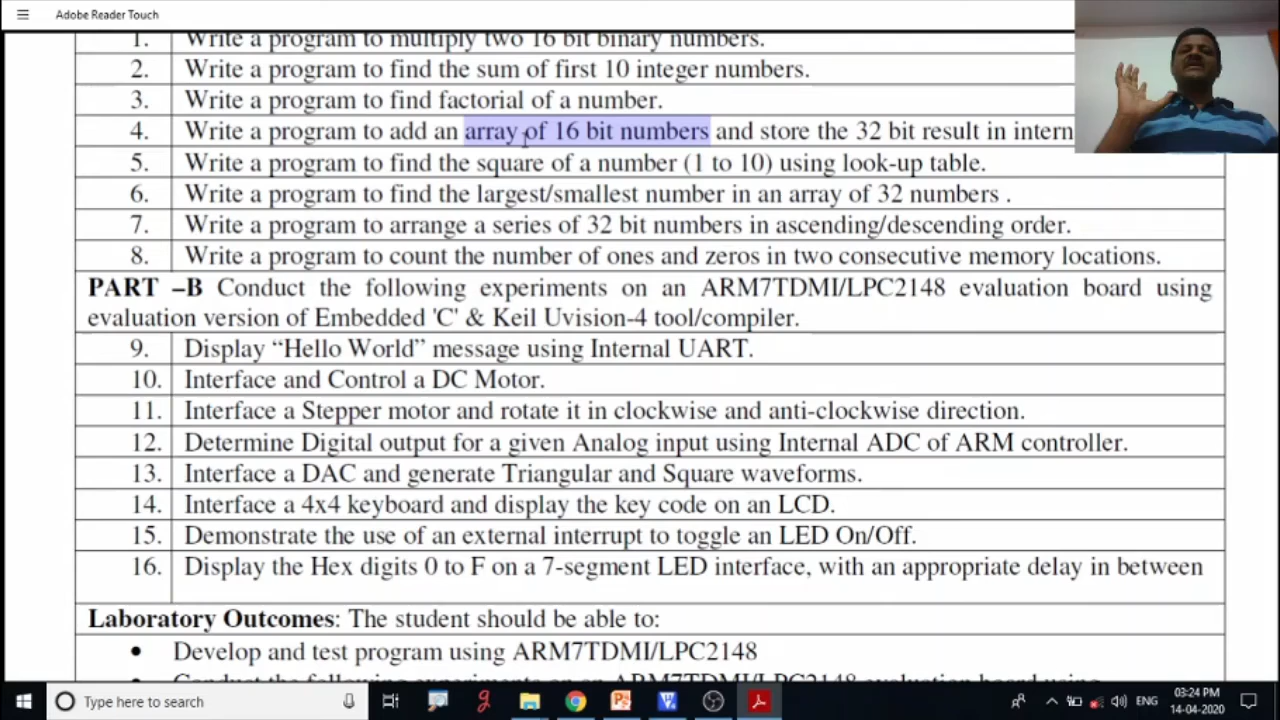 Adobe Reader Touch
1. Write a program to multiply two 16 bit binary numbers.
2. Write a program to find the sum of first 10 integer numbers.
3. Write a program to find factorial of a number.
4. Write a program to add an array of 16 bit numbers and store the 32 bit result in intern
5. Write a program to find the square of a number (1 to 10) using look-up table.
6. Write a program to find the largest/smallest number in an array of 32 numbers .
7. Write a program to arrange a series of 32 bit numbers in ascending/descending order.
8. Write a program to count the number of ones and zeros in two consecutive memory locations.
PART –B Conduct the following experiments on an ARM7TDMI/LPC2148 evaluation board using
evaluation version of Embedded 'C' & Keil Uvision-4 tool/compiler.
9. Display “Hello World” message using Internal UART.
10. Interface and Control a DC Motor.
11. Interface a Stepper motor and rotate it in clockwise and anti-clockwise direction.
12. Determine Digital output for a given Analog input using Internal ADC of ARM controller.
13. Interface a DAC and generate Triangular and Square waveforms.
14. Interface a 4x4 keyboard and display the key code on an LCD.
15. Demonstrate the use of an external interrupt to toggle an LED On/Off.
16. Display the Hex digits 0 to F on a 7-segment LED interface, with an appropriate delay in between
Laboratory Outcomes: The student should be able to:
• Develop and test program using ARM7TDMI/LPC2148
• Conduct the following experiments on an ARM7TDMI/LPC2148 evaluation board using
Type here to search
ENG
03:24 PM
14-04-2020